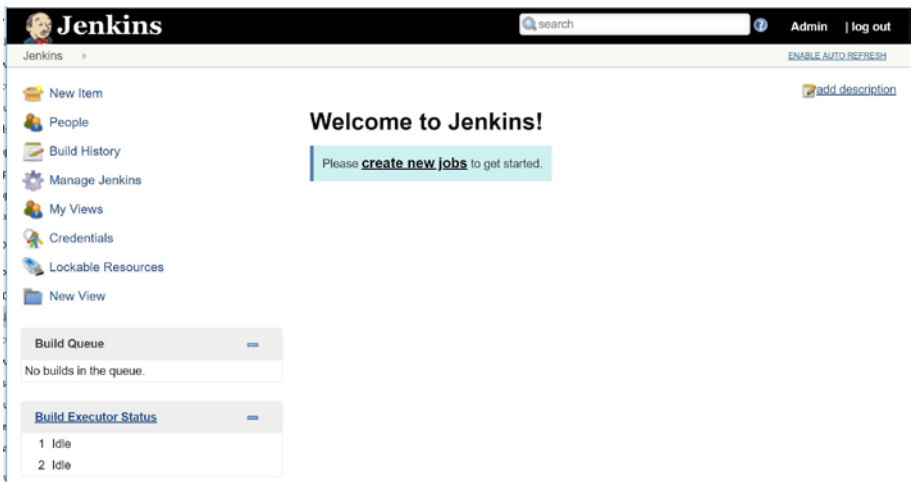 Jenkins
search
Admin | log out
Jenkins
ENABLE AUTO REFRESH
New Item
People
Build History
Manage Jenkins
My Views
Credentials
Lockable Resources
New View
add description
Welcome to Jenkins!
Please create new jobs to get started.
Build Queue
No builds in the queue.
Build Executor Status
1 Idle
2 Idle